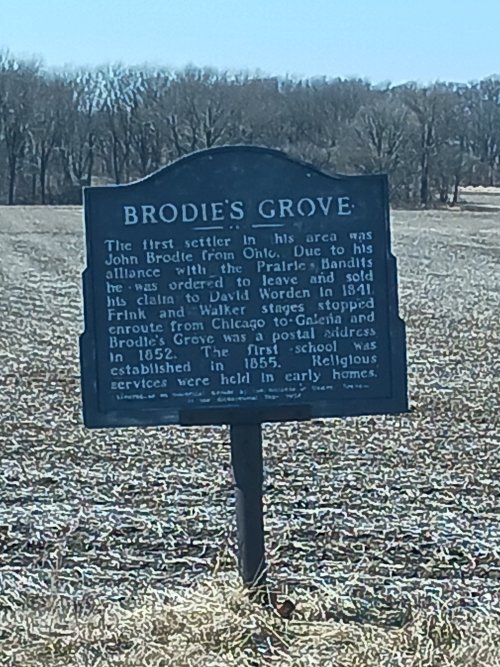 BRODIE'S GROVE
The first settler in his area was
John Brodie from Ohio. Due to his
alliance with the Prairie Bandits
he was ordered to leave and sold
his claim to David Worden in 1841.
Frink and Walker stages stopped
enroute from Chicago to Galena and
Brodie's Grove was a postal address
in 1852. The first school was
established in 1855. Religious
services were held in early homes.